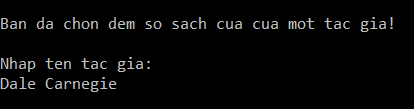 Ban da chon dem so sach cua cua mot tac gia!
Nhap ten tac gia:
Dale Carnegie